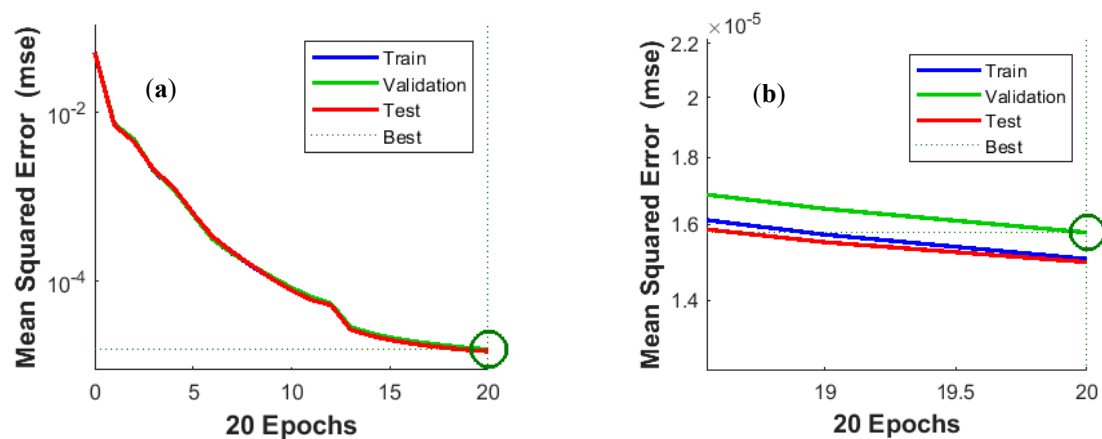 Mean Squared Error (mse)
10^-2
10^-4
(a)
Train
Validation
Test
Best
0 5 10 15 20
20 Epochs
×10^-5
Mean Squared Error (mse)
2.2
2
1.8
1.6
1.4
(b)
Train
Validation
Test
Best
19 19.5 20
20 Epochs